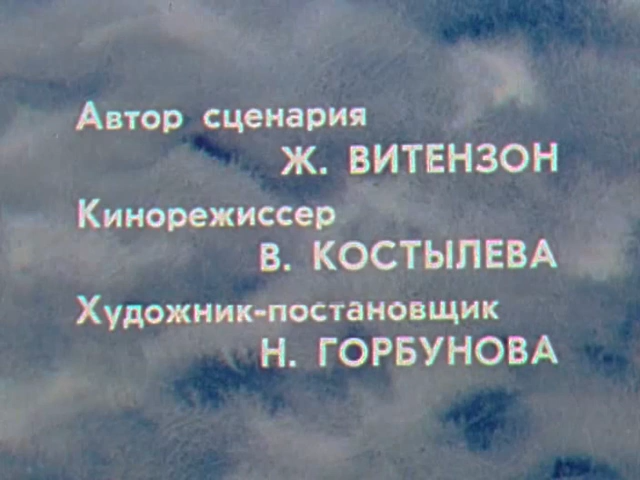 Автор сценария
Ж. ВИТЕНЗОН
Кинорежиссер
В. КОСТЫЛЕВА
Художник-постановщик
Н. ГОРБУНОВА